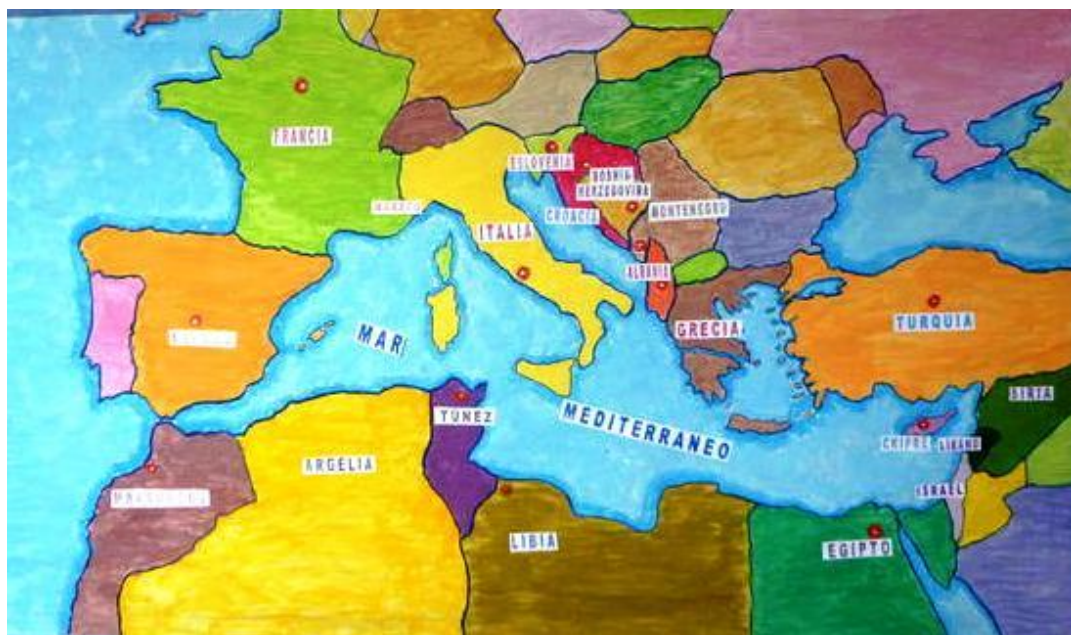 FRANCIA
ESLOVENIA
BOSNIA
HERZEGOVINA
CROACIA
MONTENEGRO
ITALIA
ALBANIA
GRECIA
TURQUIA
MAR
MEDITERRANEO
TÚNEZ
ARGELIA
LIBIA
EGIPTO
ISRAEL
CHIPRE
LIBANO
SIRIA